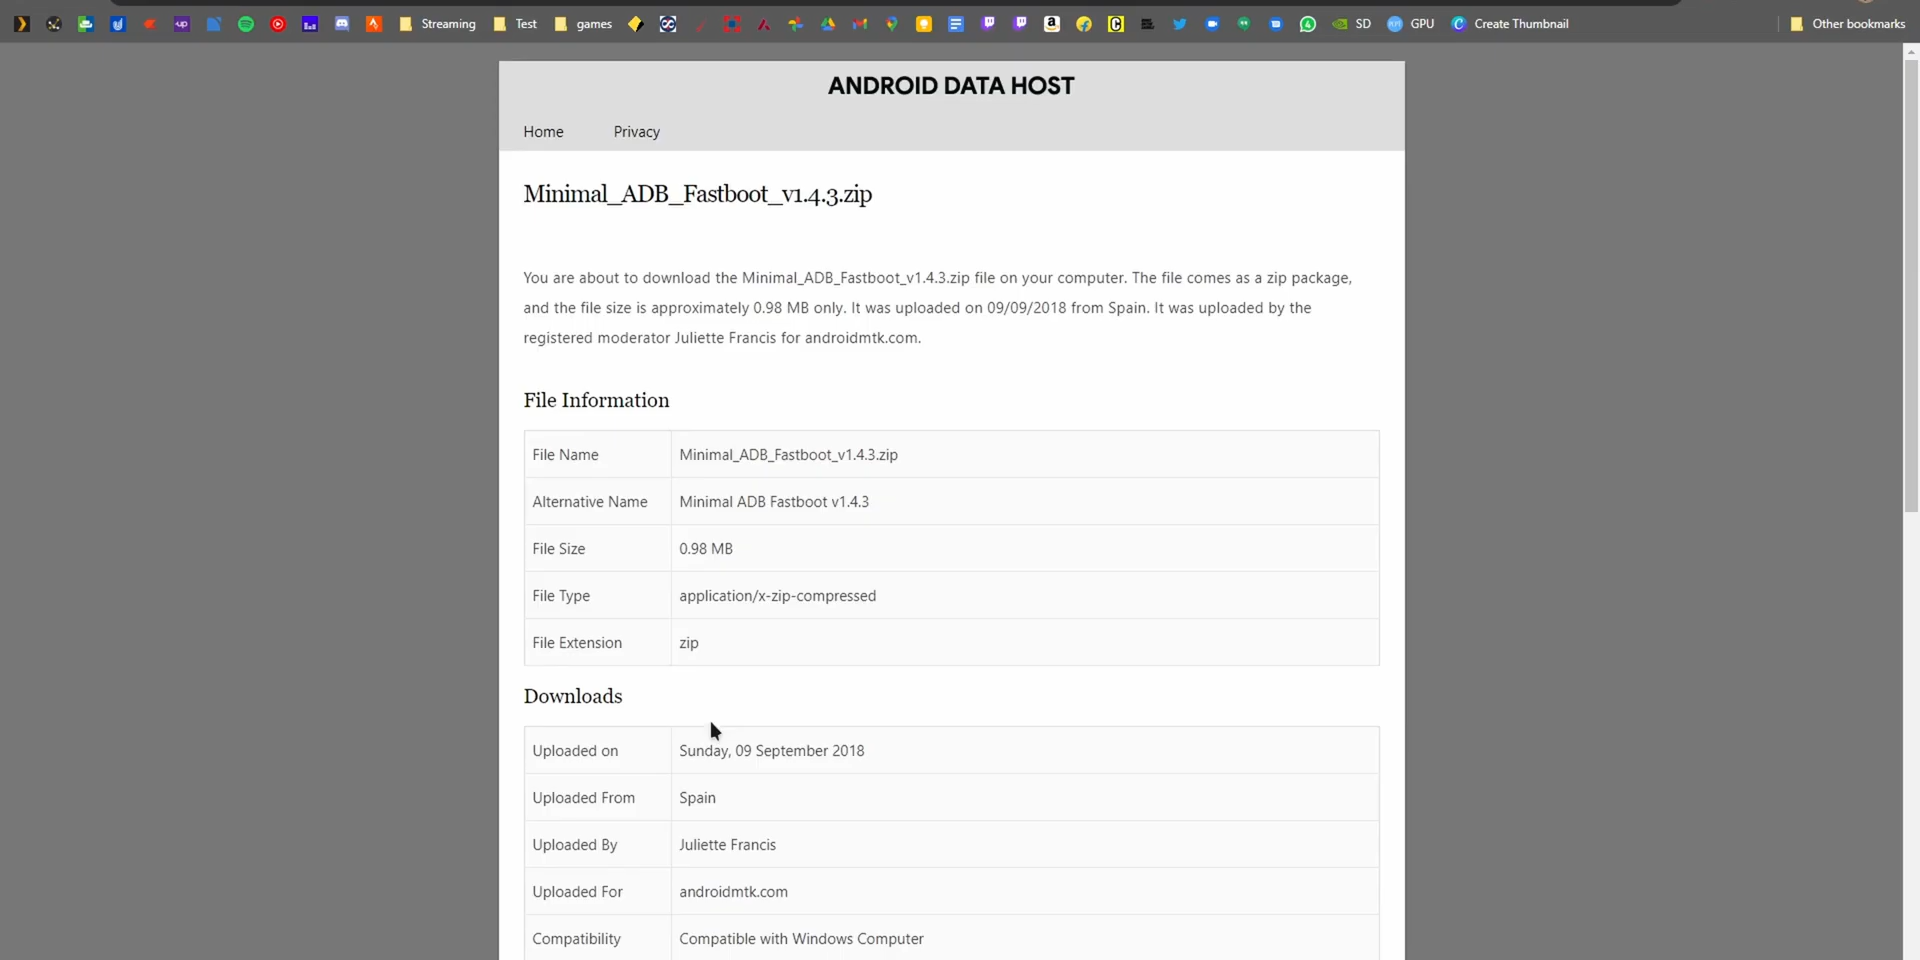 Streaming Test games SD GPU Create Thumbnail Other bookmarks
ANDROID DATA HOST
Home Privacy
Minimal_ADB_Fastboot_v1.4.3.zip
You are about to download the Minimal_ADB_Fastboot_v1.4.3.zip file on your computer. The file comes as a zip package,
and the file size is approximately 0.98 MB only. It was uploaded on 09/09/2018 from Spain. It was uploaded by the
registered moderator Juliette Francis for androidmtk.com.
File Information
File Name Minimal_ADB_Fastboot_v1.4.3.zip
Alternative Name Minimal ADB Fastboot v1.4.3
File Size 0.98 MB
File Type application/x-zip-compressed
File Extension zip
Downloads
Uploaded on Sunday, 09 September 2018
Uploaded From Spain
Uploaded By Juliette Francis
Uploaded For androidmtk.com
Compatibility Compatible with Windows Computer